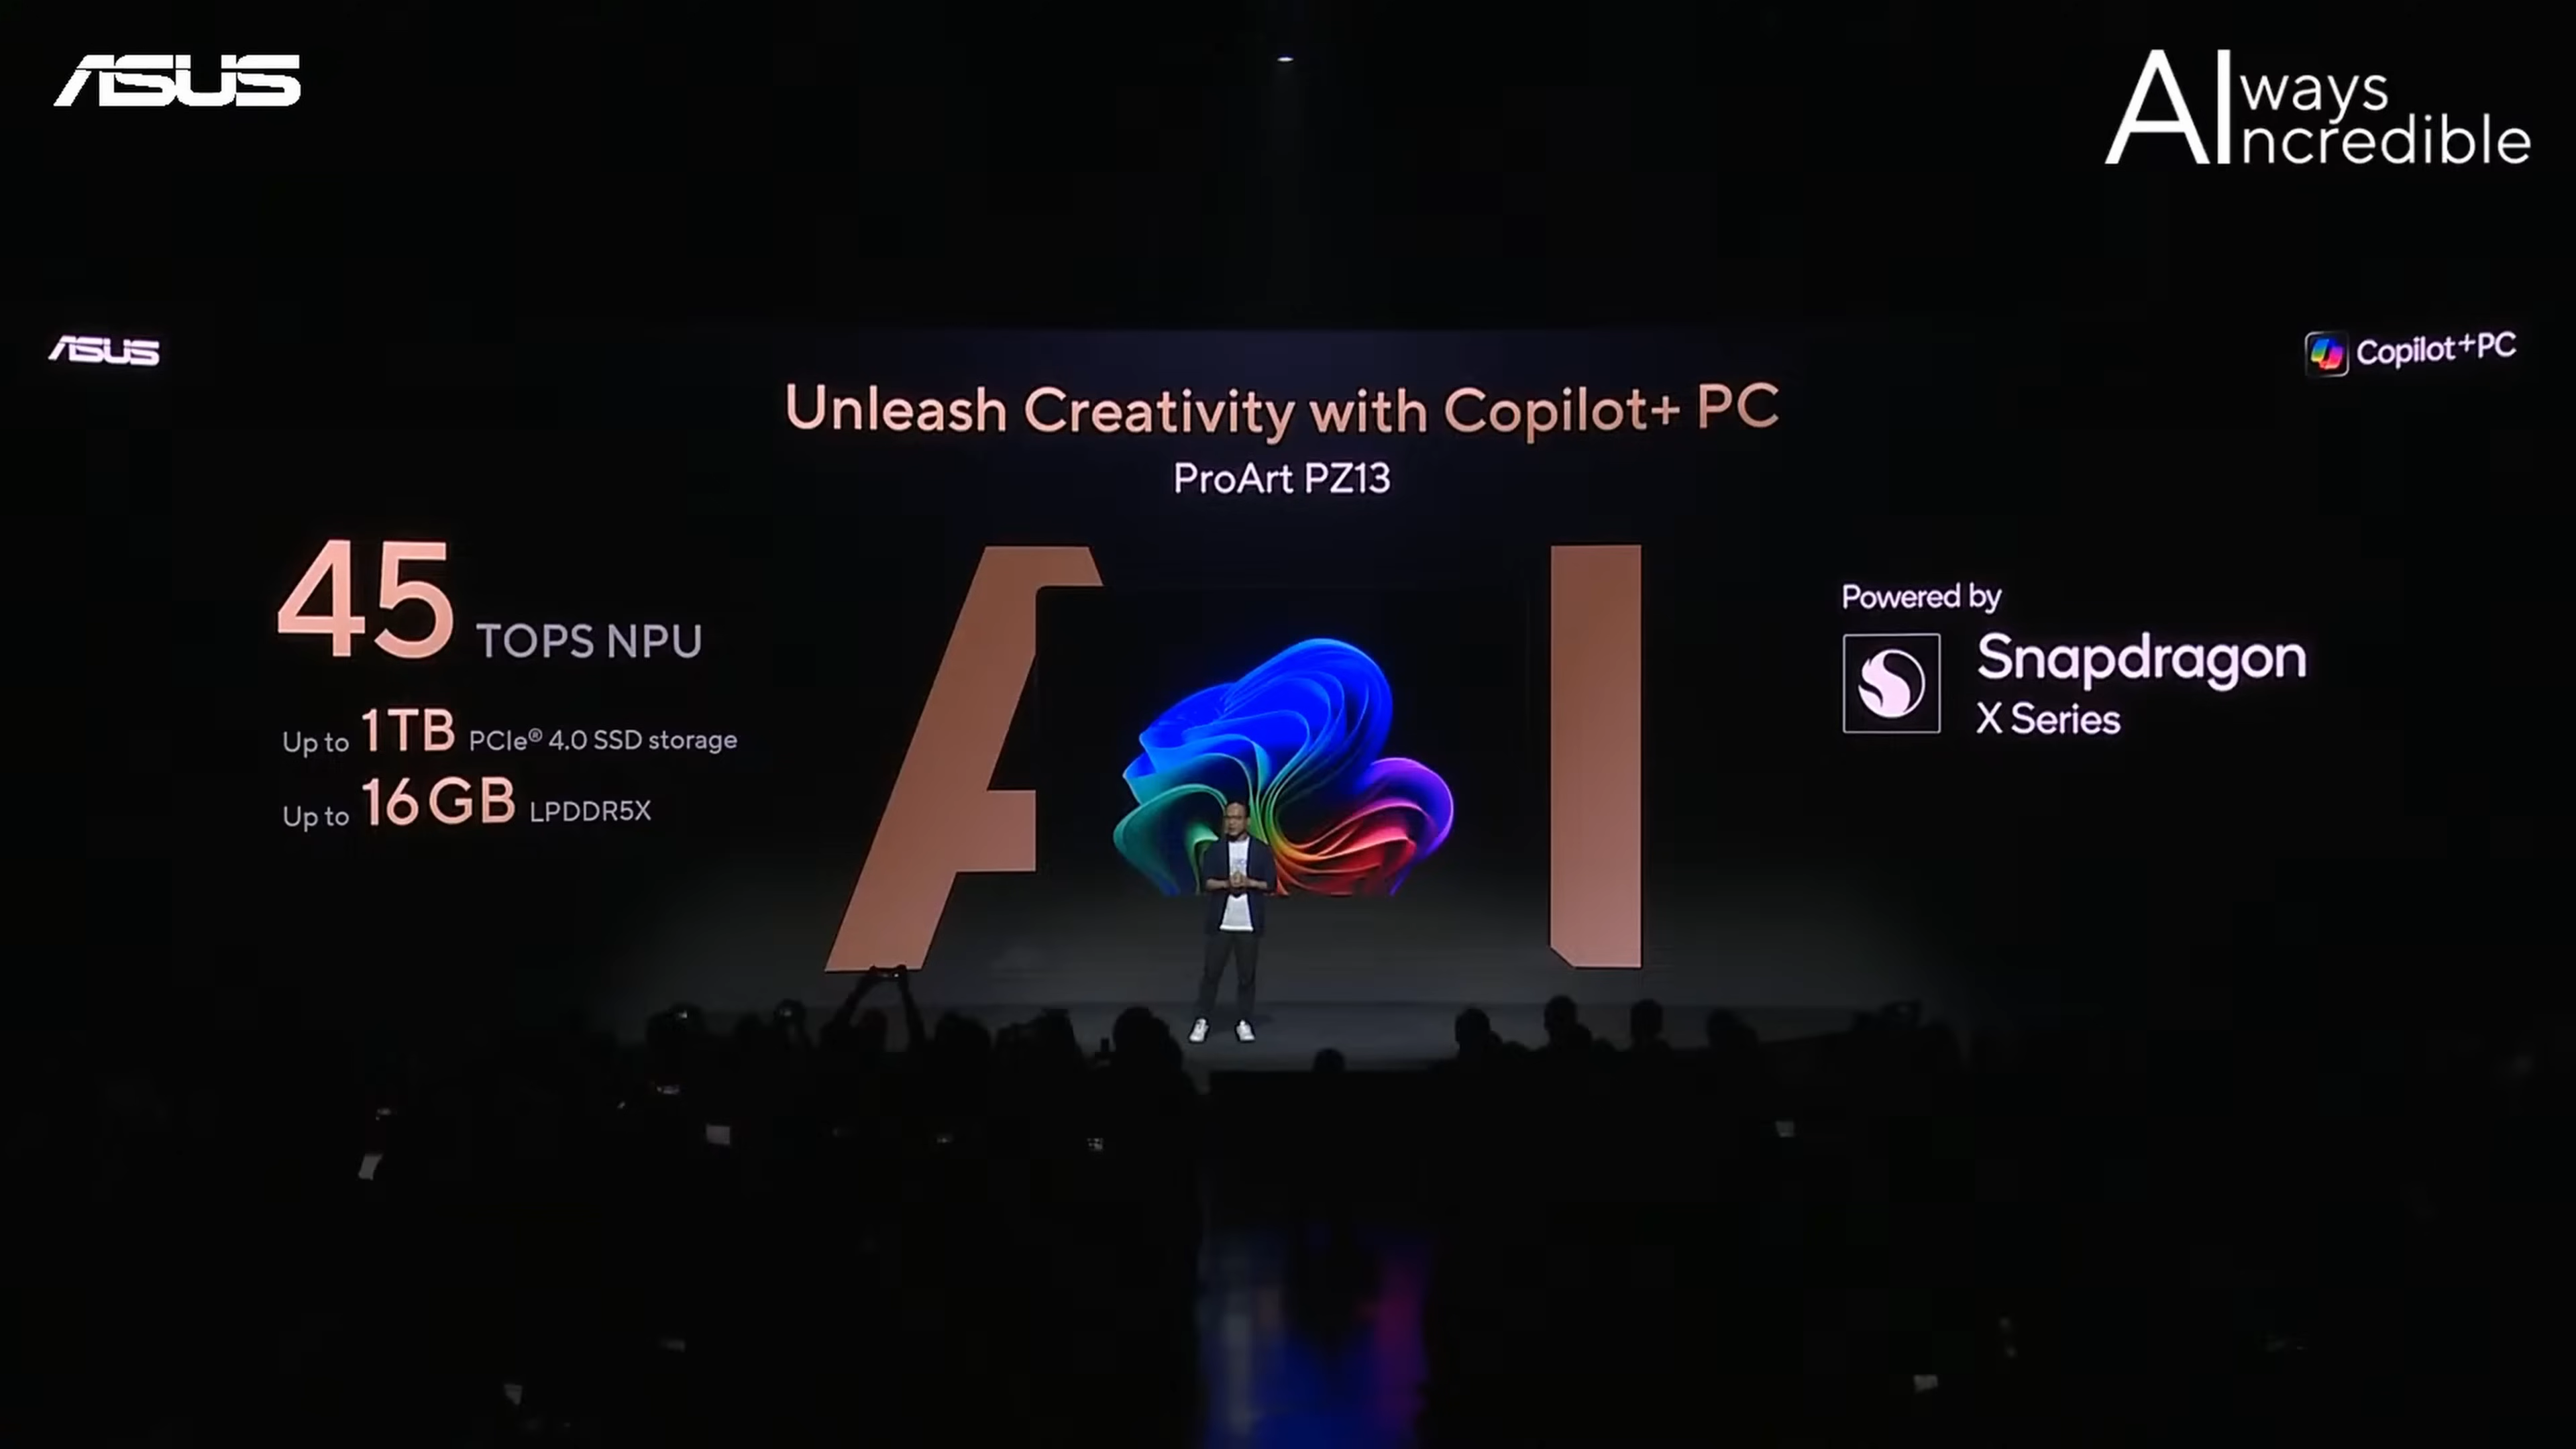 ASUS
AIways
Incredible
ASUS
Copilot+PC
Unleash Creativity with Copilot+ PC
ProArt PZ13
45 TOPS NPU
Up to 1TB PCIe® 4.0 SSD storage
Up to 16GB LPDDR5X
AI
Powered by
Snapdragon
X Series